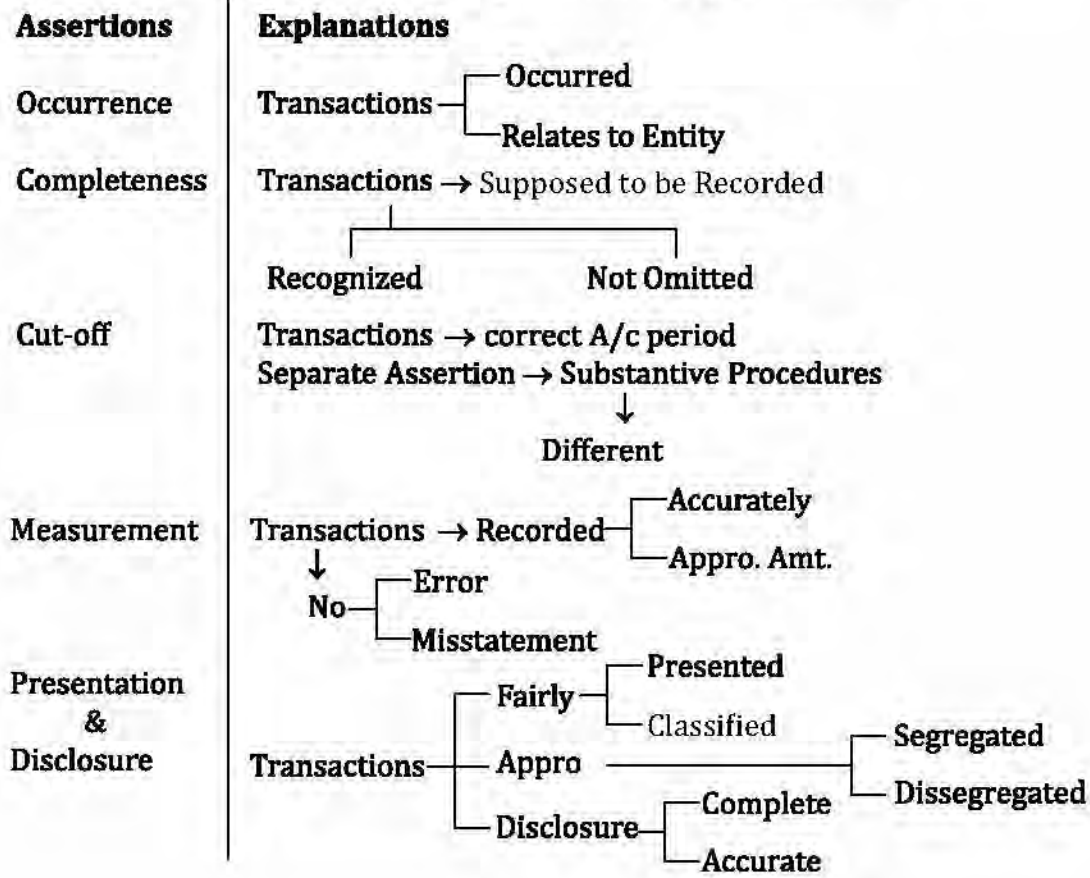 Assertions Explanations
Occurrence Transactions Occurred
Relates to Entity
Completeness Transactions → Supposed to be Recorded
Recognized Not Omitted
Cut-off Transactions → correct A/c period
Separate Assertion → Substantive Procedures
↓
Different
Measurement Transactions → Recorded Accurately
Appro. Amt.
↓
No Error
Misstatement
Presentation
&
Disclosure
Transactions Fairly Presented
Classified
Appro Segregated
Dissegregated
Disclosure Complete
Accurate